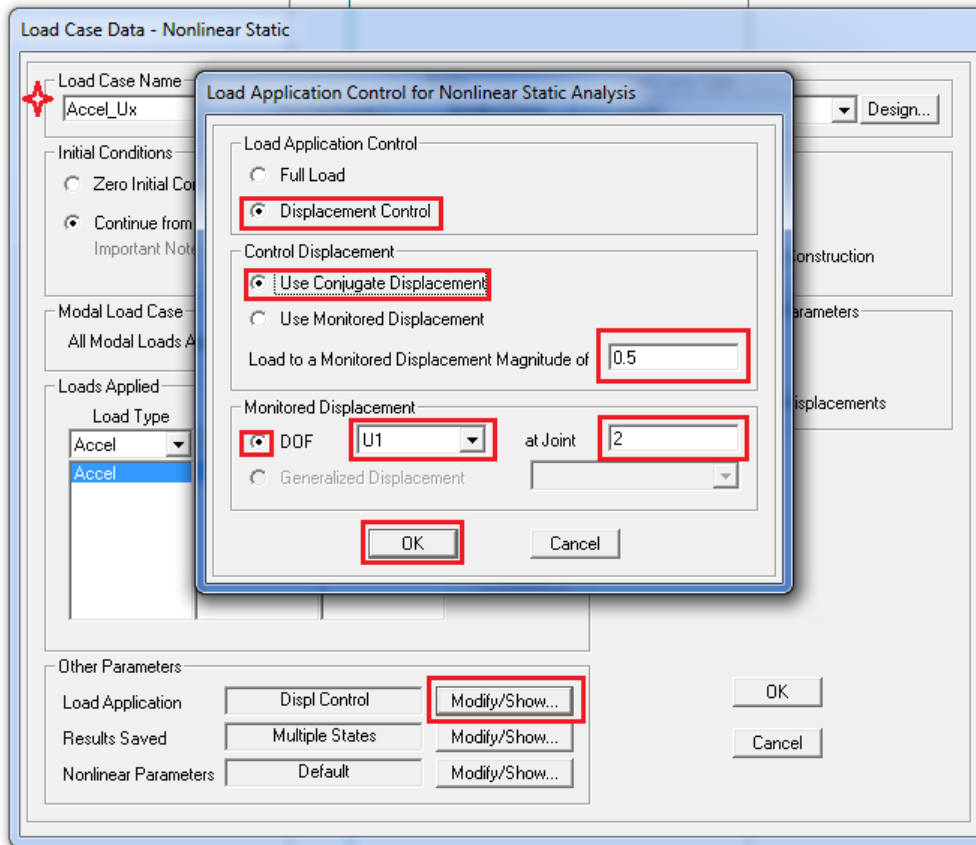 Load Case Data - Nonlinear Static
Load Case Name
Accel_Ux
Design...
Initial Conditions
Zero Initial Co
Continue from
Important Note
onstruction
Modal Load Case
All Modal Loads A
arameters
isplacements
Loads Applied
Load Type
Accel
Accel
Load Application Control for Nonlinear Static Analysis
Load Application Control
Full Load
Displacement Control
Control Displacement
Use Conjugate Displacement
Use Monitored Displacement
Load to a Monitored Displacement Magnitude of 0.5
Monitored Displacement
DOF U1 at Joint 2
Generalized Displacement
OK Cancel
Other Parameters
Load Application Displ Control Modify/Show...
Results Saved Multiple States Modify/Show...
Nonlinear Parameters Default Modify/Show...
OK
Cancel